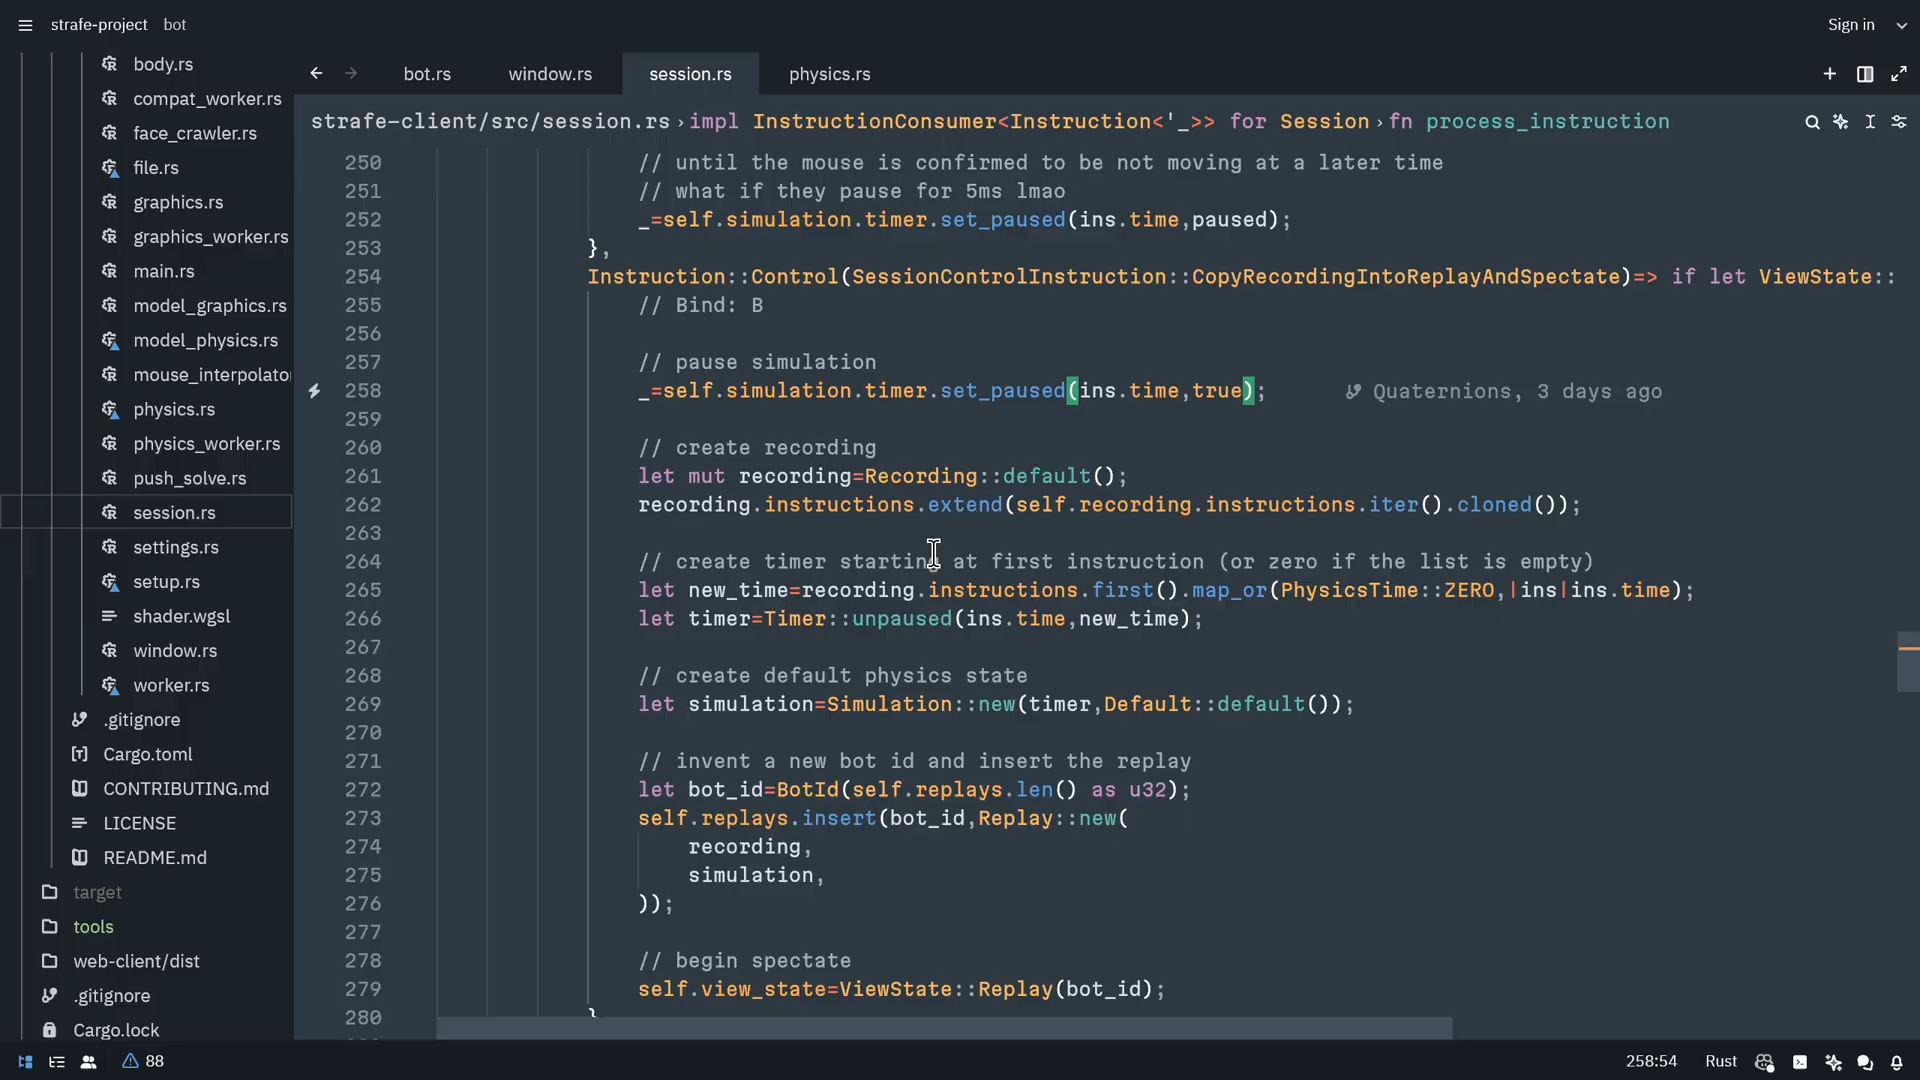 strafe-project bot
Sign in
body.rs
compat_worker.rs
face_crawler.rs
file.rs
graphics.rs
graphics_worker.rs
main.rs
model_graphics.rs
model_physics.rs
mouse_interpolato
physics.rs
physics_worker.rs
push_solve.rs
session.rs
settings.rs
setup.rs
shader.wgsl
window.rs
worker.rs
.gitignore
Cargo.toml
CONTRIBUTING.md
LICENSE
README.md
target
tools
web-client/dist
.gitignore
Cargo.lock
bot.rs window.rs session.rs physics.rs
strafe-client/src/session.rs › impl InstructionConsumer<Instruction<'_>> for Session › fn process_instruction
250 // until the mouse is confirmed to be not moving at a later time
251 // what if they pause for 5ms lmao
252 _=self.simulation.timer.set_paused(ins.time,paused);
253 },
254 Instruction::Control(SessionControlInstruction::CopyRecordingIntoReplayAndSpectate)=> if let ViewState::
255 // Bind: B
256
257 // pause simulation
258 _=self.simulation.timer.set_paused(ins.time,true); Quaternions, 3 days ago
259
260 // create recording
261 let mut recording=Recording::default();
262 recording.instructions.extend(self.recording.instructions.iter().cloned());
263
264 // create timer starting at first instruction (or zero if the list is empty)
265 let new_time=recording.instructions.first().map_or(PhysicsTime::ZERO,|ins|ins.time);
266 let timer=Timer::unpaused(ins.time,new_time);
267
268 // create default physics state
269 let simulation=Simulation::new(timer,Default::default());
270
271 // invent a new bot id and insert the replay
272 let bot_id=BotId(self.replays.len() as u32);
273 self.replays.insert(bot_id,Replay::new(
274 recording,
275 simulation,
276 ));
277
278 // begin spectate
279 self.view_state=ViewState::Replay(bot_id);
280 }
88
258:54 Rust